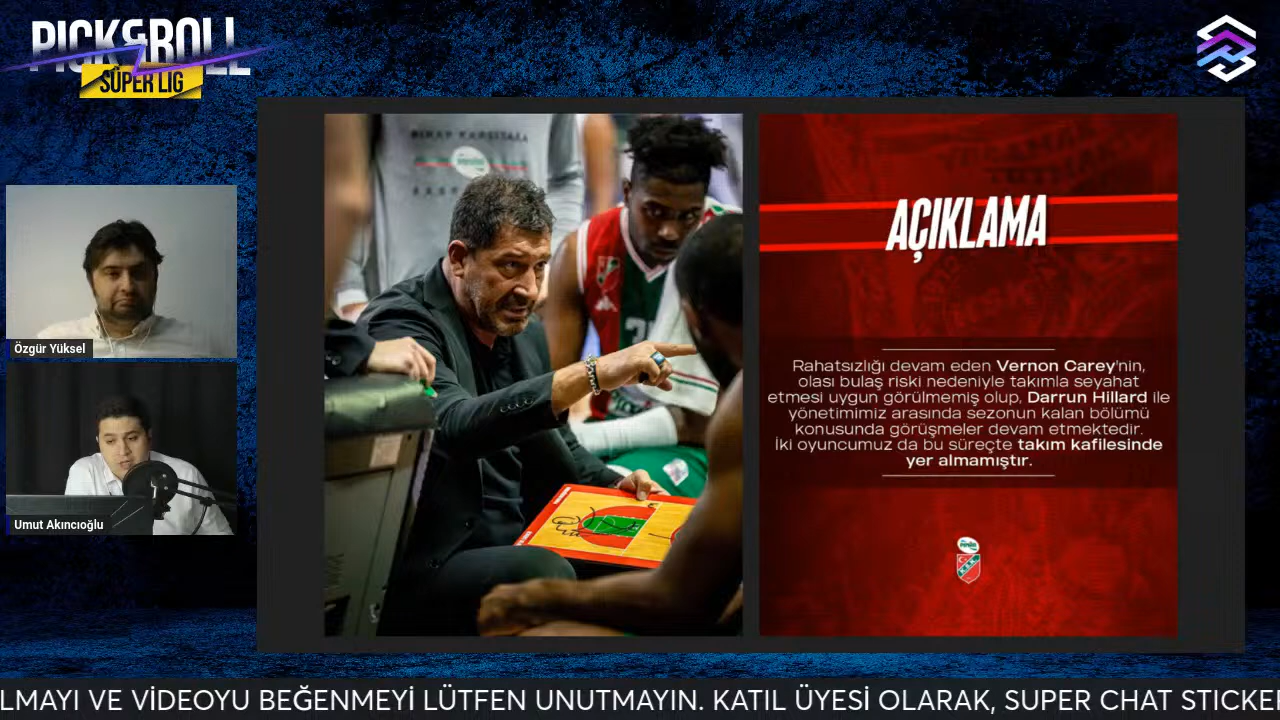 PICK&ROLL
SÜPER LIG
Özgür Yüksel
Umut Akıncıoğlu
AÇIKLAMA
Rahatsızlığı devam eden Vernon Carey'nin,
olası bulaş riski nedeniyle takımla seyahat
etmesi uygun görülmemiş olup, Darrun Hillard ile
yönetimimiz arasında sezonun kalan bölümü
konusunda görüşmeler devam etmektedir.
İki oyuncumuz da bu süreçte takım kafilesinde
yer almamıştır.
LMAYI VE VİDEOYU BEĞENMEYİ LÜTFEN UNUTMAYIN. KATIL ÜYESİ OLARAK, SUPER CHAT STICKE